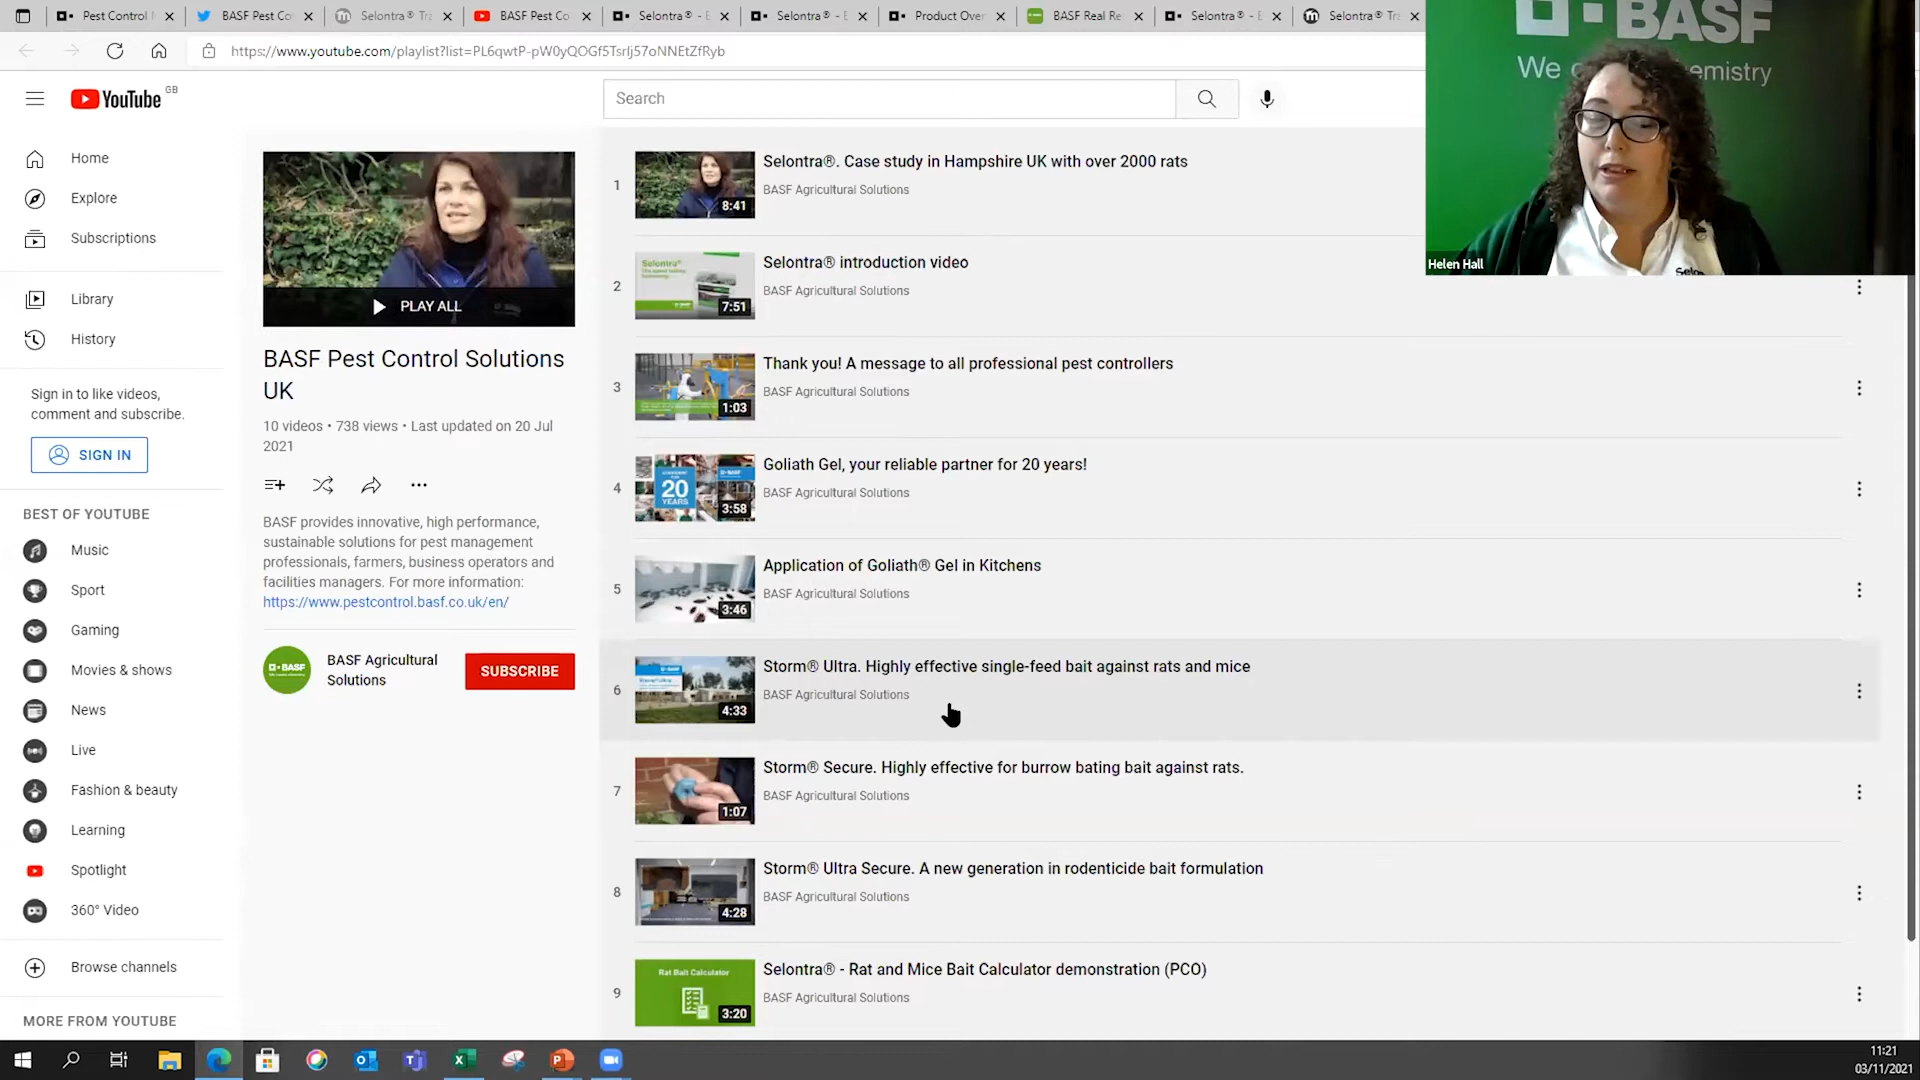 Pest Control
BASF Pest Co
Selontra® Tr
BASF Pest Co
Selontra® - E
Selontra® - E
Product Over
BASF Real Re
Selontra® - E
Selontra® Tr
https://www.youtube.com/playlist?list=PL6qwtP-pW0yQOGf5TsrIj57oNNEtZfRyb
YouTube GB
Search
BASF
We chemistry
Helen Hall
Home
Explore
Subscriptions
Library
History
Sign in to like videos,
comment and subscribe.
SIGN IN
BEST OF YOUTUBE
Music
Sport
Gaming
Movies & shows
News
Live
Fashion & beauty
Learning
Spotlight
360° Video
Browse channels
MORE FROM YOUTUBE
PLAY ALL
BASF Pest Control Solutions
UK
10 videos • 738 views • Last updated on 20 Jul
2021
BASF provides innovative, high performance,
sustainable solutions for pest management
professionals, farmers, business operators and
facilities managers. For more information:
https://www.pestcontrol.basf.co.uk/en/
BASF
BASF Agricultural
Solutions
SUBSCRIBE
1
8:41
Selontra®. Case study in Hampshire UK with over 2000 rats
BASF Agricultural Solutions
2
Selontra®
7:51
Selontra® introduction video
BASF Agricultural Solutions
3
1:03
Thank you! A message to all professional pest controllers
BASF Agricultural Solutions
4
20
YEARS
3:58
Goliath Gel, your reliable partner for 20 years!
BASF Agricultural Solutions
5
3:46
Application of Goliath® Gel in Kitchens
BASF Agricultural Solutions
6
4:33
Storm® Ultra. Highly effective single-feed bait against rats and mice
BASF Agricultural Solutions
7
1:07
Storm® Secure. Highly effective for burrow bating bait against rats.
BASF Agricultural Solutions
8
4:28
Storm® Ultra Secure. A new generation in rodenticide bait formulation
BASF Agricultural Solutions
9
Rat Bait Calculator
3:20
Selontra® - Rat and Mice Bait Calculator demonstration (PCO)
BASF Agricultural Solutions
11:21
03/11/2021